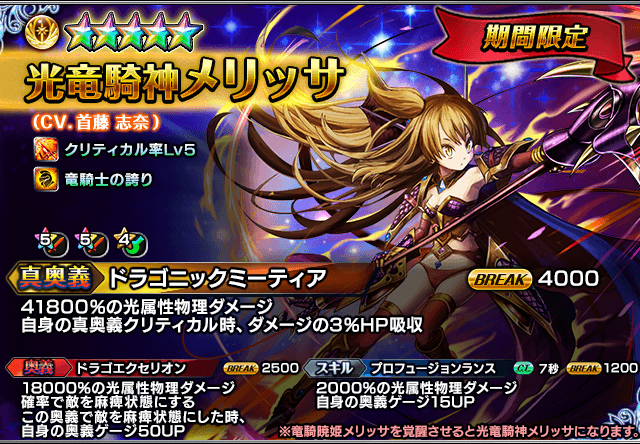 期間限定
光竜騎神メリッサ
(CV.首藤 志奈)
クリティカル率Lv5
竜騎士の誇り
5 5 4
真奥義 ドラゴニックミーティア BREAK 4000
41800%の光属性物理ダメージ
自身の真奥義クリティカル時、ダメージの3%HP吸収
奥義 ドラゴエクセリオン BREAK 2500
18000%の光属性物理ダメージ
確率で敵を麻痺状態にする
この奥義で敵を麻痺状態にした時、
自身の奥義ゲージ50UP
スキル プロフュージョンランス C.T. 7秒 BREAK 1200
2000%の光属性物理ダメージ
自身の奥義ゲージ15UP
※竜騎暁姫メリッサを覚醒させると光竜騎神メリッサになります。